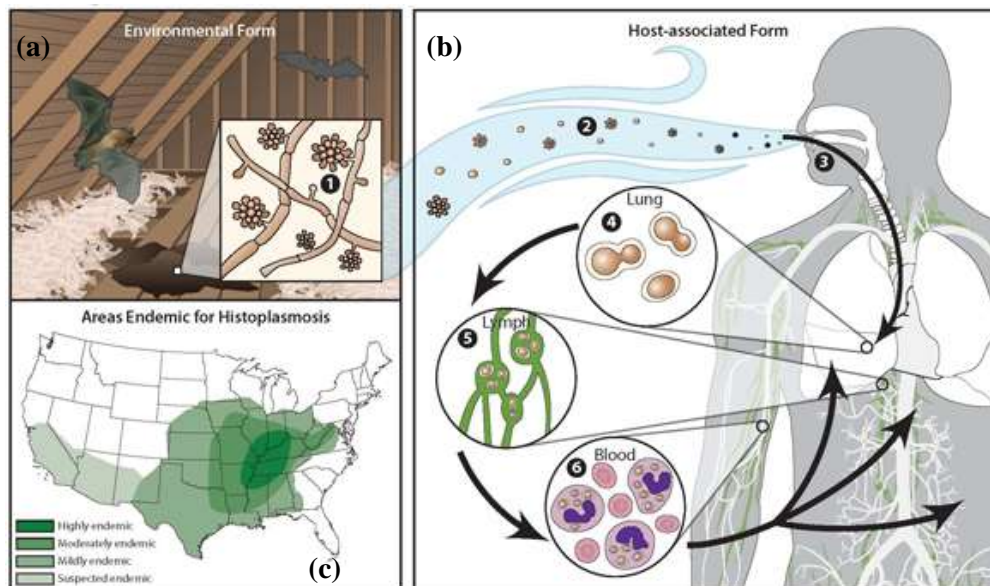 (a)
Environmental Form
1
Areas Endemic for Histoplasmosis
Highly endemic
Moderately endemic
Mildly endemic
Suspected endemic
(c)
(b)
Host-associated Form
2
3
Lung
4
Lymph
5
6
Blood